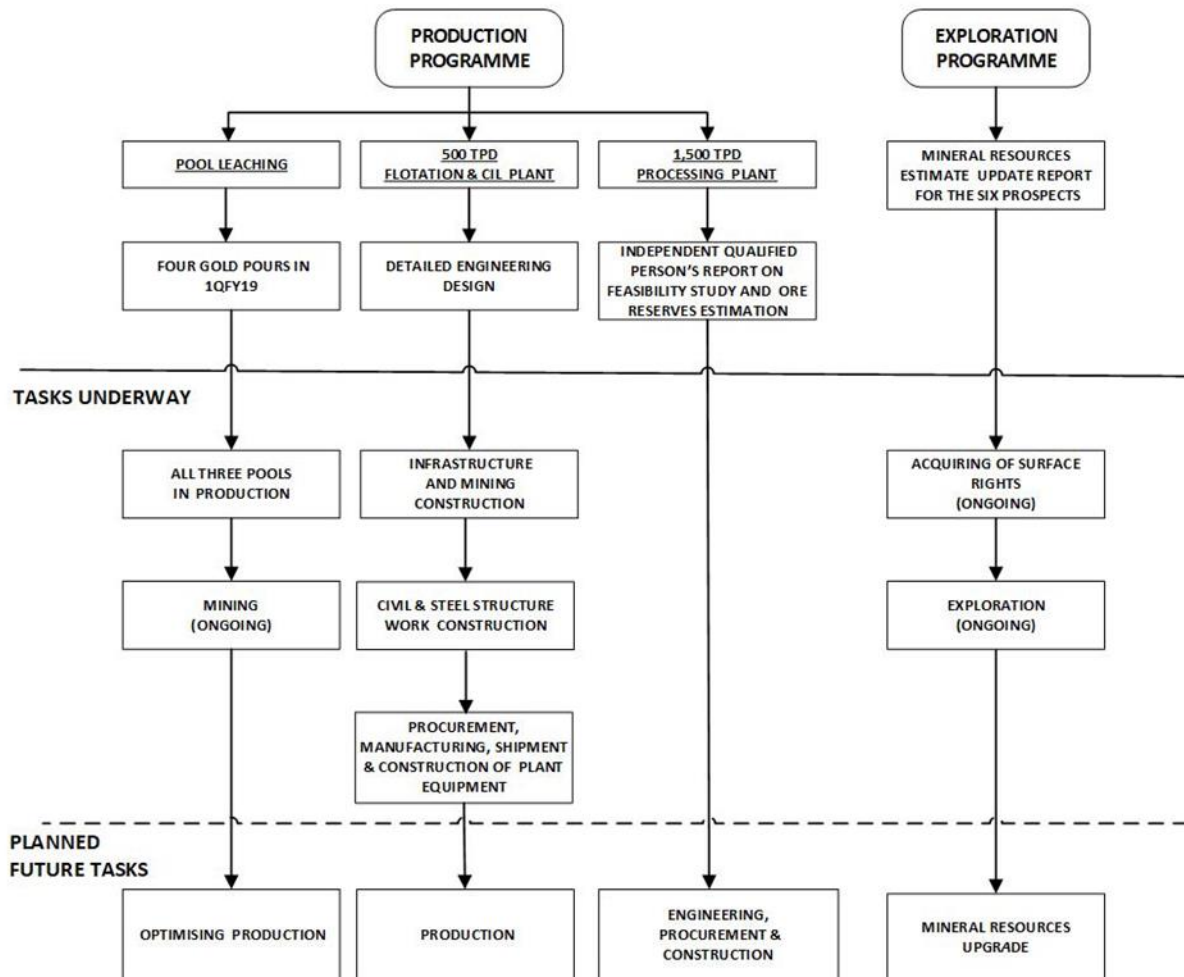 PRODUCTION
PROGRAMME
EXPLORATION
PROGRAMME
POOL LEACHING
500 TPD
FLOTATION & CIL PLANT
1,500 TPD
PROCESSING PLANT
MINERAL RESOURCES
ESTIMATE UPDATE REPORT
FOR THE SIX PROSPECTS
FOUR GOLD POURS IN
1QFY19
DETAILED ENGINEERING
DESIGN
INDEPENDENT QUALIFIED
PERSON'S REPORT ON
FEASIBILITY STUDY AND ORE
RESERVES ESTIMATION
TASKS UNDERWAY
ALL THREE POOLS
IN PRODUCTION
INFRASTRUCTURE
AND MINING
CONSTRUCTION
ACQUIRING OF SURFACE
RIGHTS
(ONGOING)
MINING
(ONGOING)
CIVIL & STEEL STRUCTURE
WORK CONSTRUCTION
EXPLORATION
(ONGOING)
PROCUREMENT,
MANUFACTURING, SHIPMENT
& CONSTRUCTION OF PLANT
EQUIPMENT
PLANNED
FUTURE TASKS
OPTIMISING PRODUCTION
PRODUCTION
ENGINEERING,
PROCUREMENT &
CONSTRUCTION
MINERAL RESOURCES
UPGRADE